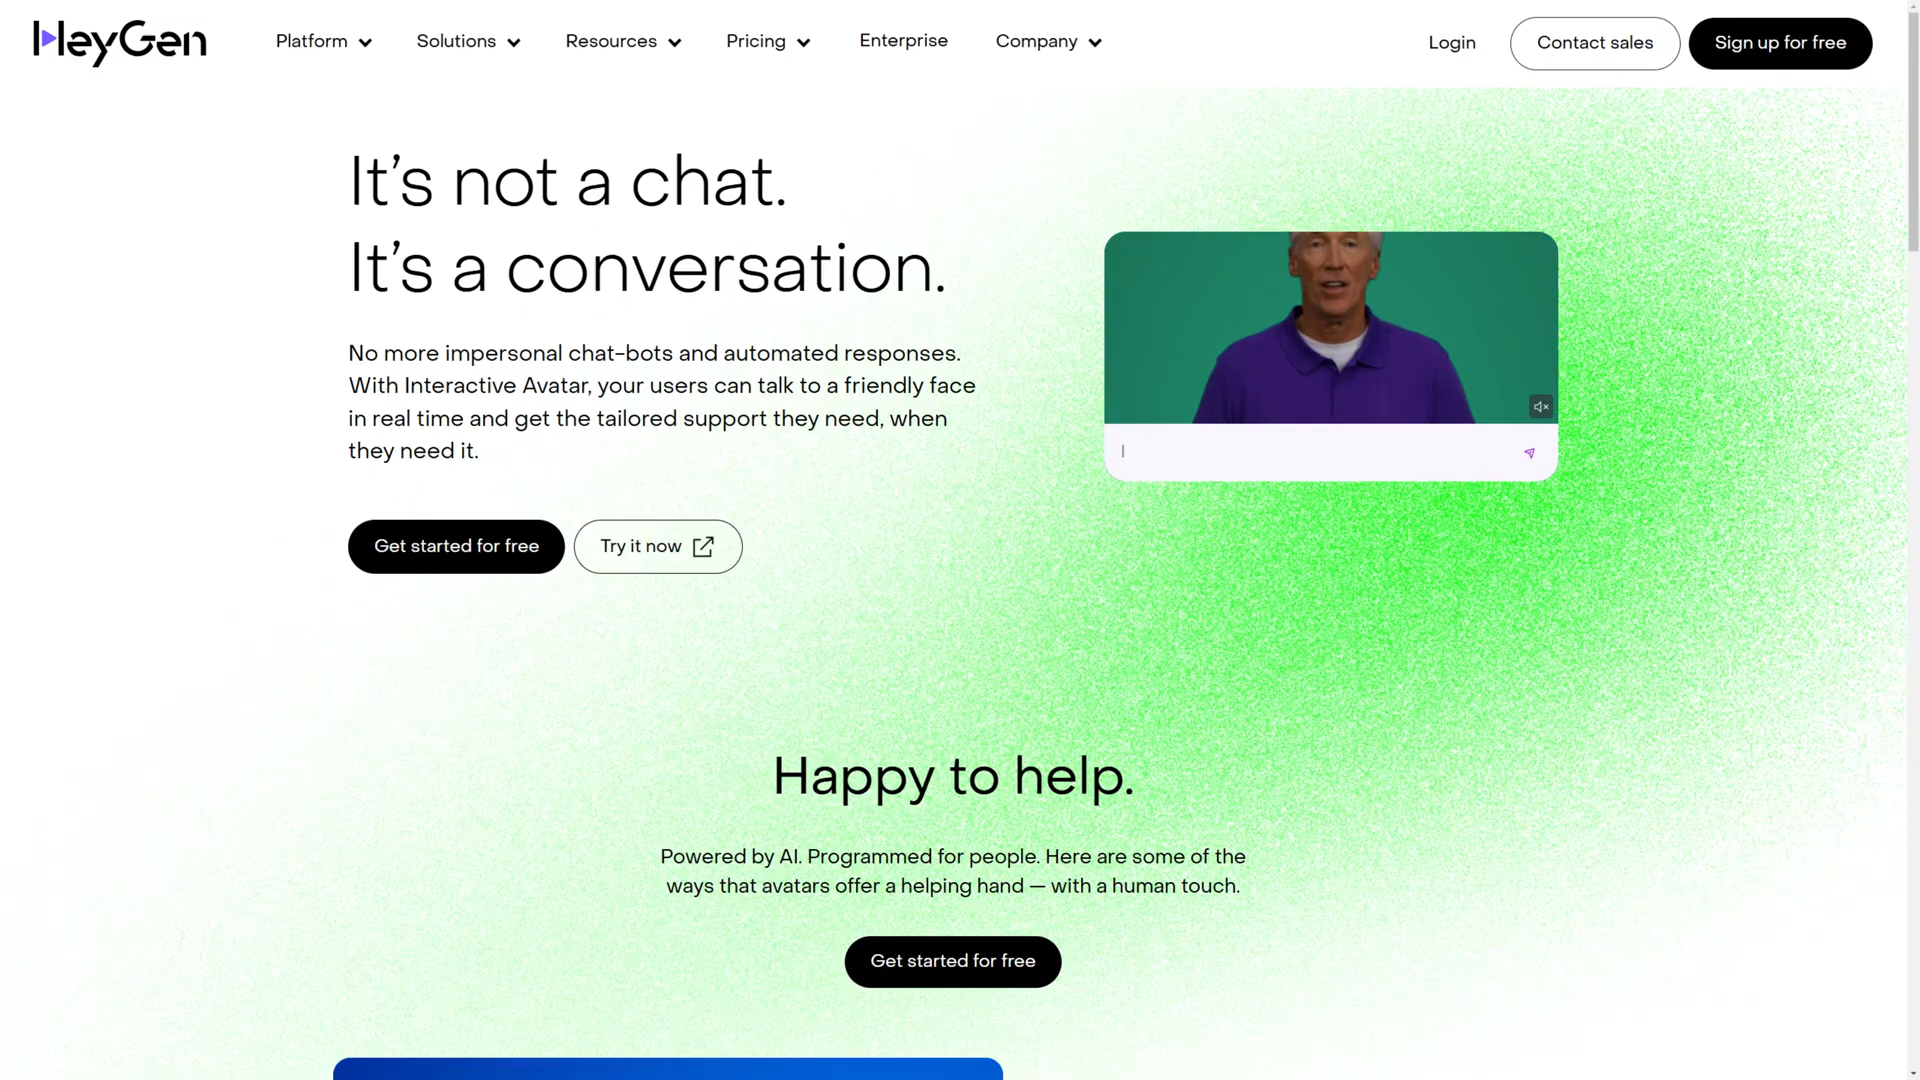 HeyGen
Platform
Solutions
Resources
Pricing
Enterprise
Company
Login
Contact sales
Sign up for free
It’s not a chat.
It’s a conversation.
No more impersonal chat-bots and automated responses.
With Interactive Avatar, your users can talk to a friendly face
in real time and get the tailored support they need, when
they need it.
Get started for free
Try it now
Happy to help.
Powered by AI. Programmed for people. Here are some of the
ways that avatars offer a helping hand — with a human touch.
Get started for free